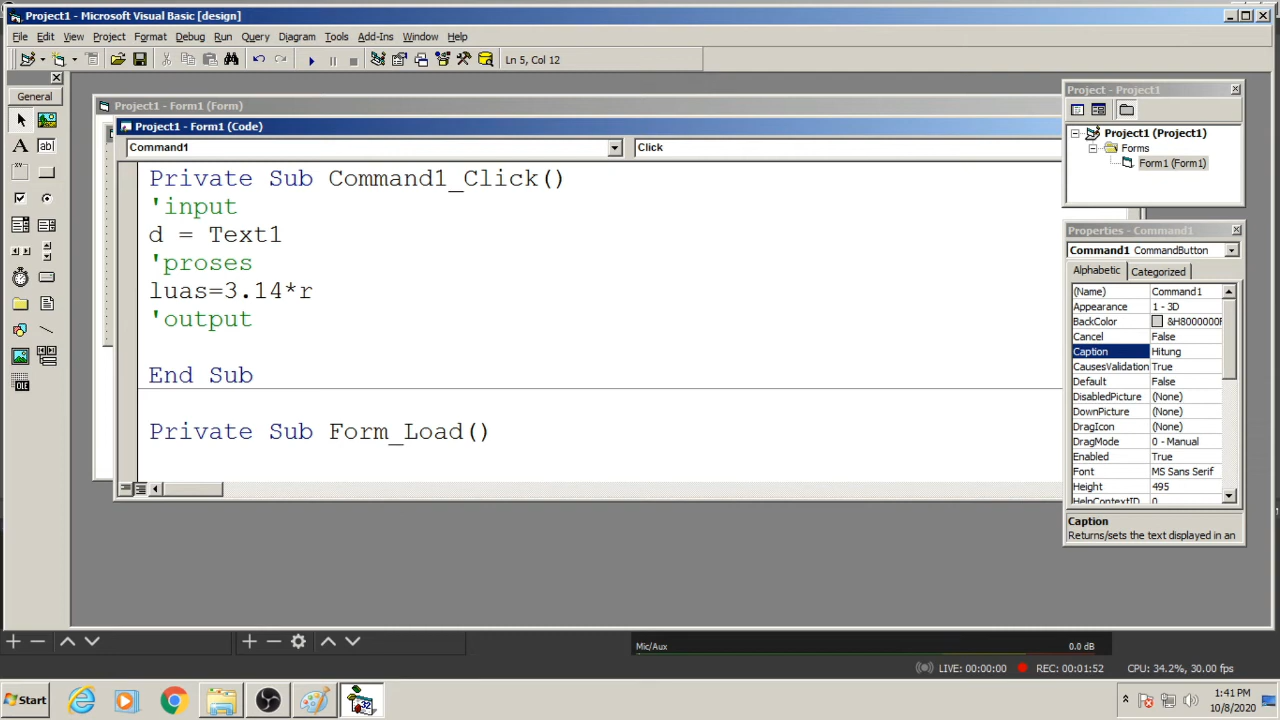 Project1 - Microsoft Visual Basic [design]
File Edit View Project Format Debug Run Query Diagram Tools Add-Ins Window Help
Ln 5, Col 12
General
Project1 - Form1 (Form)
Project1 - Form1 (Code)
Command1 Click
Private Sub Command1_Click()
'input
d = Text1
'proses
luas=3.14*r
'output
End Sub
Private Sub Form_Load()
A
ab|
xv
OLE
Project - Project1
Project1 (Project1)
Forms
Form1 (Form1)
Properties - Command1
Command1 CommandButton
Alphabetic Categorized
(Name) Command1
Appearance 1 - 3D
BackColor &H8000000F
Cancel False
Caption Hitung
CausesValidation True
Default False
DisabledPicture (None)
DownPicture (None)
DragIcon (None)
DragMode 0 - Manual
Enabled True
Font MS Sans Serif
Height 495
HelpContextID 0
Caption
Returns/sets the text displayed in an
Mic/Aux 0.0 dB
LIVE: 00:00:00 REC: 00:01:52 CPU: 34.2%, 30.00 fps
Start
1:41 PM
10/8/2020